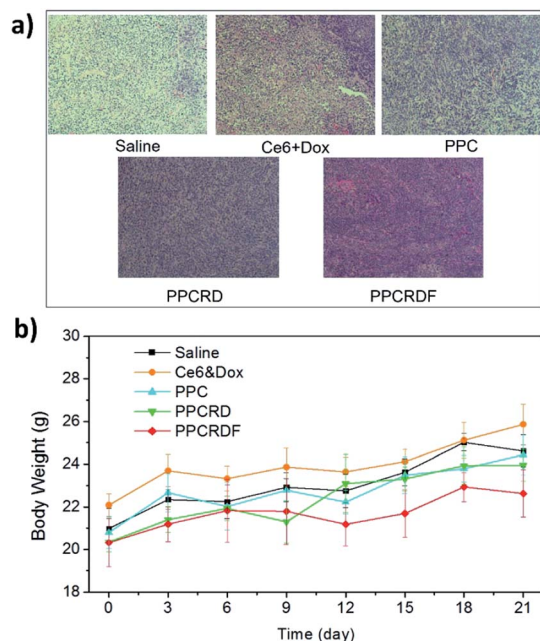 a)
Saline
Ce6+Dox
PPC
PPCRD
PPCRDF
b)
30
28
26
24
22
20
18
Body Weight (g)
Saline
Ce6&Dox
PPC
PPCRD
PPCRDF
0 3 6 9 12 15 18 21
Time (day)